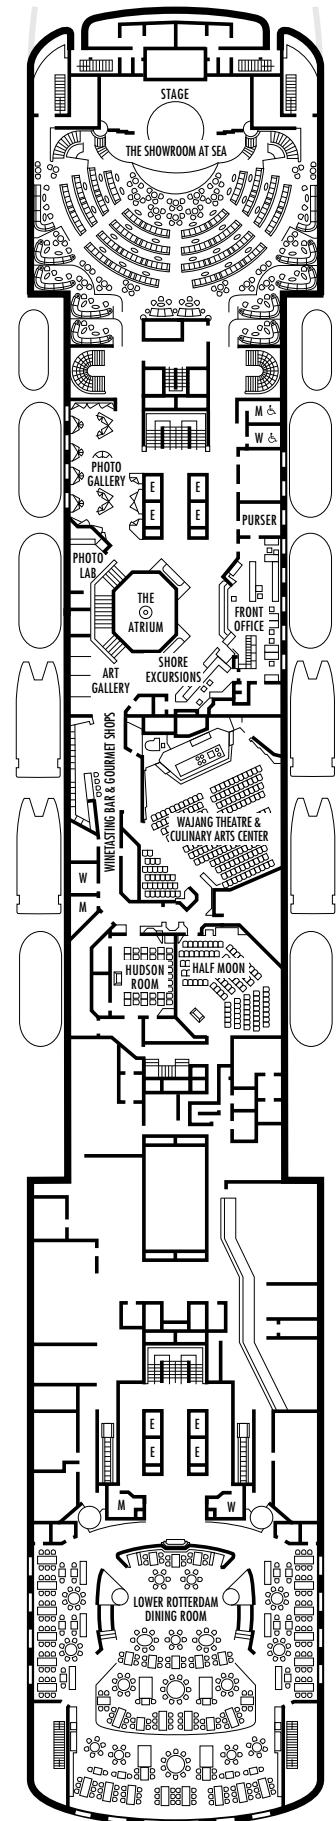 STAGE
THE SHOWROOM AT SEA
M
W
PHOTO
GALLERY
E
E
E
E
PURSER
PHOTO
LAB
THE
ATRIUM
FRONT
OFFICE
ART
GALLERY
SHORE
EXCURSIONS
WINETASTING BAR & GOURMET SHOPS
WAJANG THEATRE &
CULINARY ARTS CENTER
W
M
HUDSON
ROOM
HALF MOON
E
E
E
E
M
W
LOWER ROTTERDAM
DINING ROOM